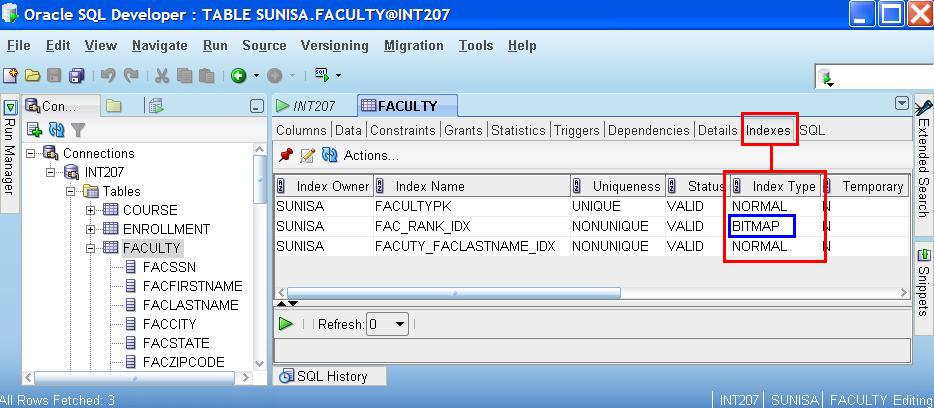 Oracle SQL Developer : TABLE SUNISA.FACULTY@INT207
File Edit View Navigate Run Source Versioning Migration Tools Help
Run Manager
Con...
Connections
INT207
Tables
COURSE
ENROLLMENT
FACULTY
FACSSN
FACFIRSTNAME
FACLASTNAME
FACCITY
FACSTATE
FACZIPCODE
INT207 FACULTY
Columns Data Constraints Grants Statistics Triggers Dependencies Details Indexes SQL
Actions...
Index Owner Index Name Uniqueness Status Index Type Temporary
SUNISA FACULTYPK UNIQUE VALID NORMAL N
SUNISA FAC_RANK_IDX NONUNIQUE VALID BITMAP N
SUNISA FACUTY_FACLASTNAME_IDX NONUNIQUE VALID NORMAL N
Refresh: 0
SQL History
Extended Search
Snippets
All Rows Fetched: 3 INT207 SUNISA FACULTY Editing